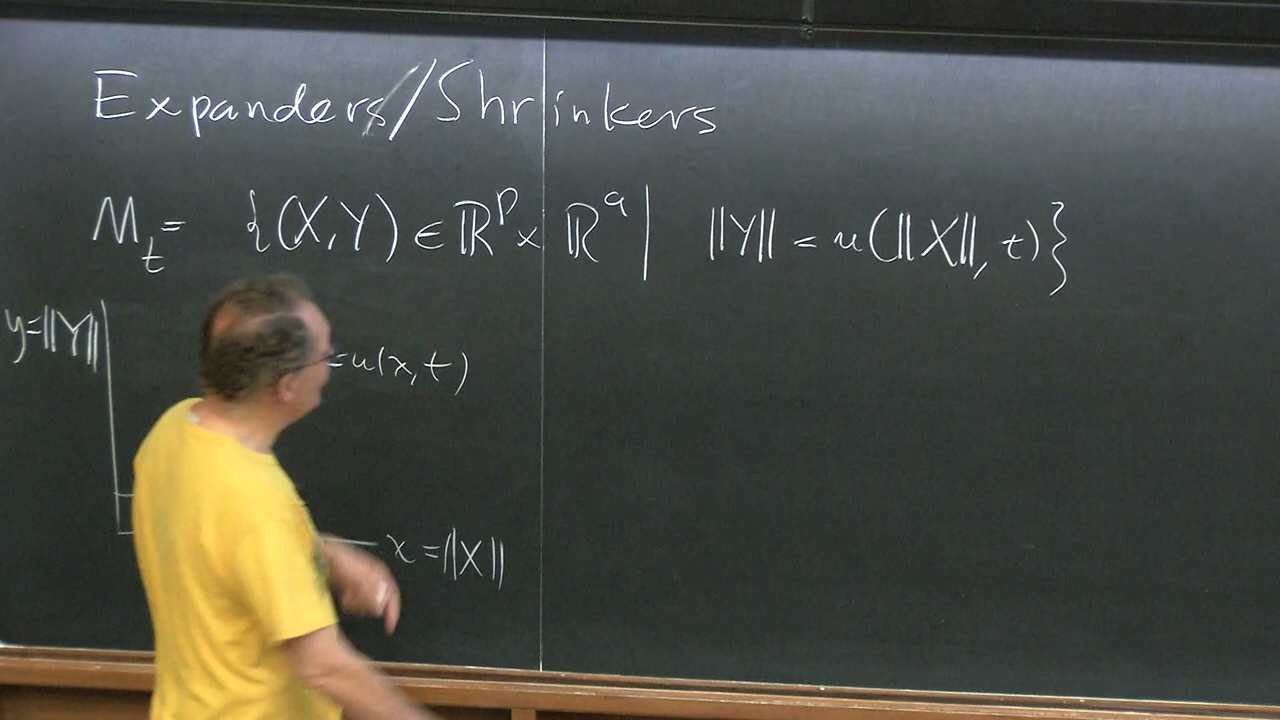 Expanders/Shrinkers
M_t = {(X,Y) ∈ ℝ^p × ℝ^q | ‖Y‖ = u(‖X‖, t)}
y=‖Y‖
=u(x,t)
x=‖X‖